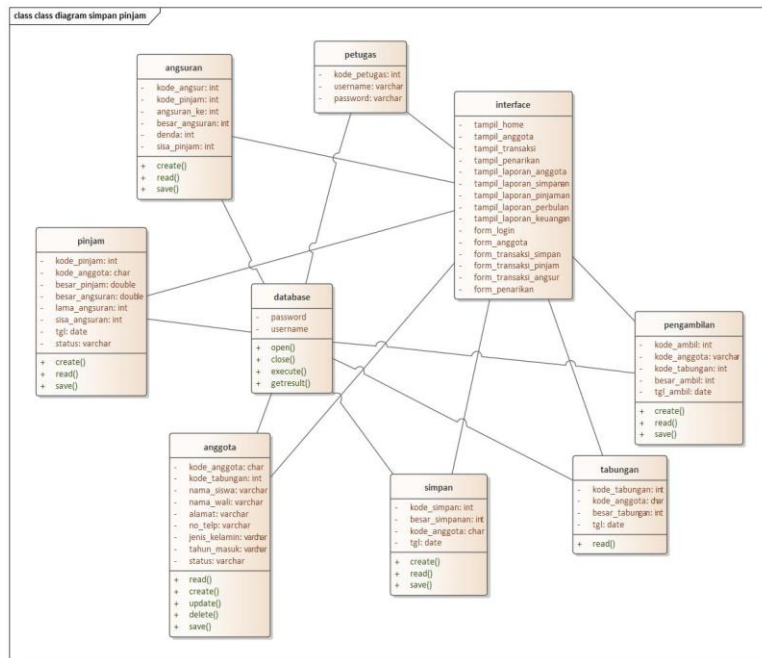 class class diagram simpan pinjam
angsuran
- kode_angsur: int
- kode_pinjam: int
- angsuran_ke: int
- besar_angsuran: int
- denda: int
- sisa_pinjam: int
+ create()
+ read()
+ save()
petugas
- kode_petugas: int
- username: varchar
- password: varchar
interface
- tampil_home
- tampil_anggota
- tampil_transaksi
- tampil_penarikan
- tampil_laporan_anggota
- tampil_laporan_simpanan
- tampil_laporan_pinjaman
- tampil_laporan_perbulan
- tampil_laporan_keuangan
- form_login
- form_anggota
- form_transaksi_simpan
- form_transaksi_pinjam
- form_transaksi_angsur
- form_penarikan
pinjam
- kode_pinjam: int
- kode_anggota: char
- besar_pinjam: double
- besar_angsuran: double
- lama_angsuran: int
- sisa_angsuran: int
- tgl: date
- status: varchar
+ create()
+ read()
+ save()
database
- password
- username
+ open()
+ close()
+ execute()
+ getresult()
pengambilan
- kode_ambil: int
- kode_anggota: varchar
- kode_tabungan: int
- besar_ambil: int
- tgl_ambil: date
+ create()
+ read()
+ save()
anggota
- kode_anggota: char
- kode_tabungan: int
- nama_siswa: varchar
- nama_wali: varchar
- alamat: varchar
- no_telp: varchar
- jenis_kelamin: varchar
- tahun_masuk: varchar
- status: varchar
+ read()
+ create()
+ update()
+ delete()
+ save()
simpan
- kode_simpan: int
- besar_simpanan: int
- kode_anggota: char
- tgl: date
+ create()
+ read()
+ save()
tabungan
- kode_tabungan: int
- kode_anggota: char
- besar_tabungan: int
- tgl: date
+ read()